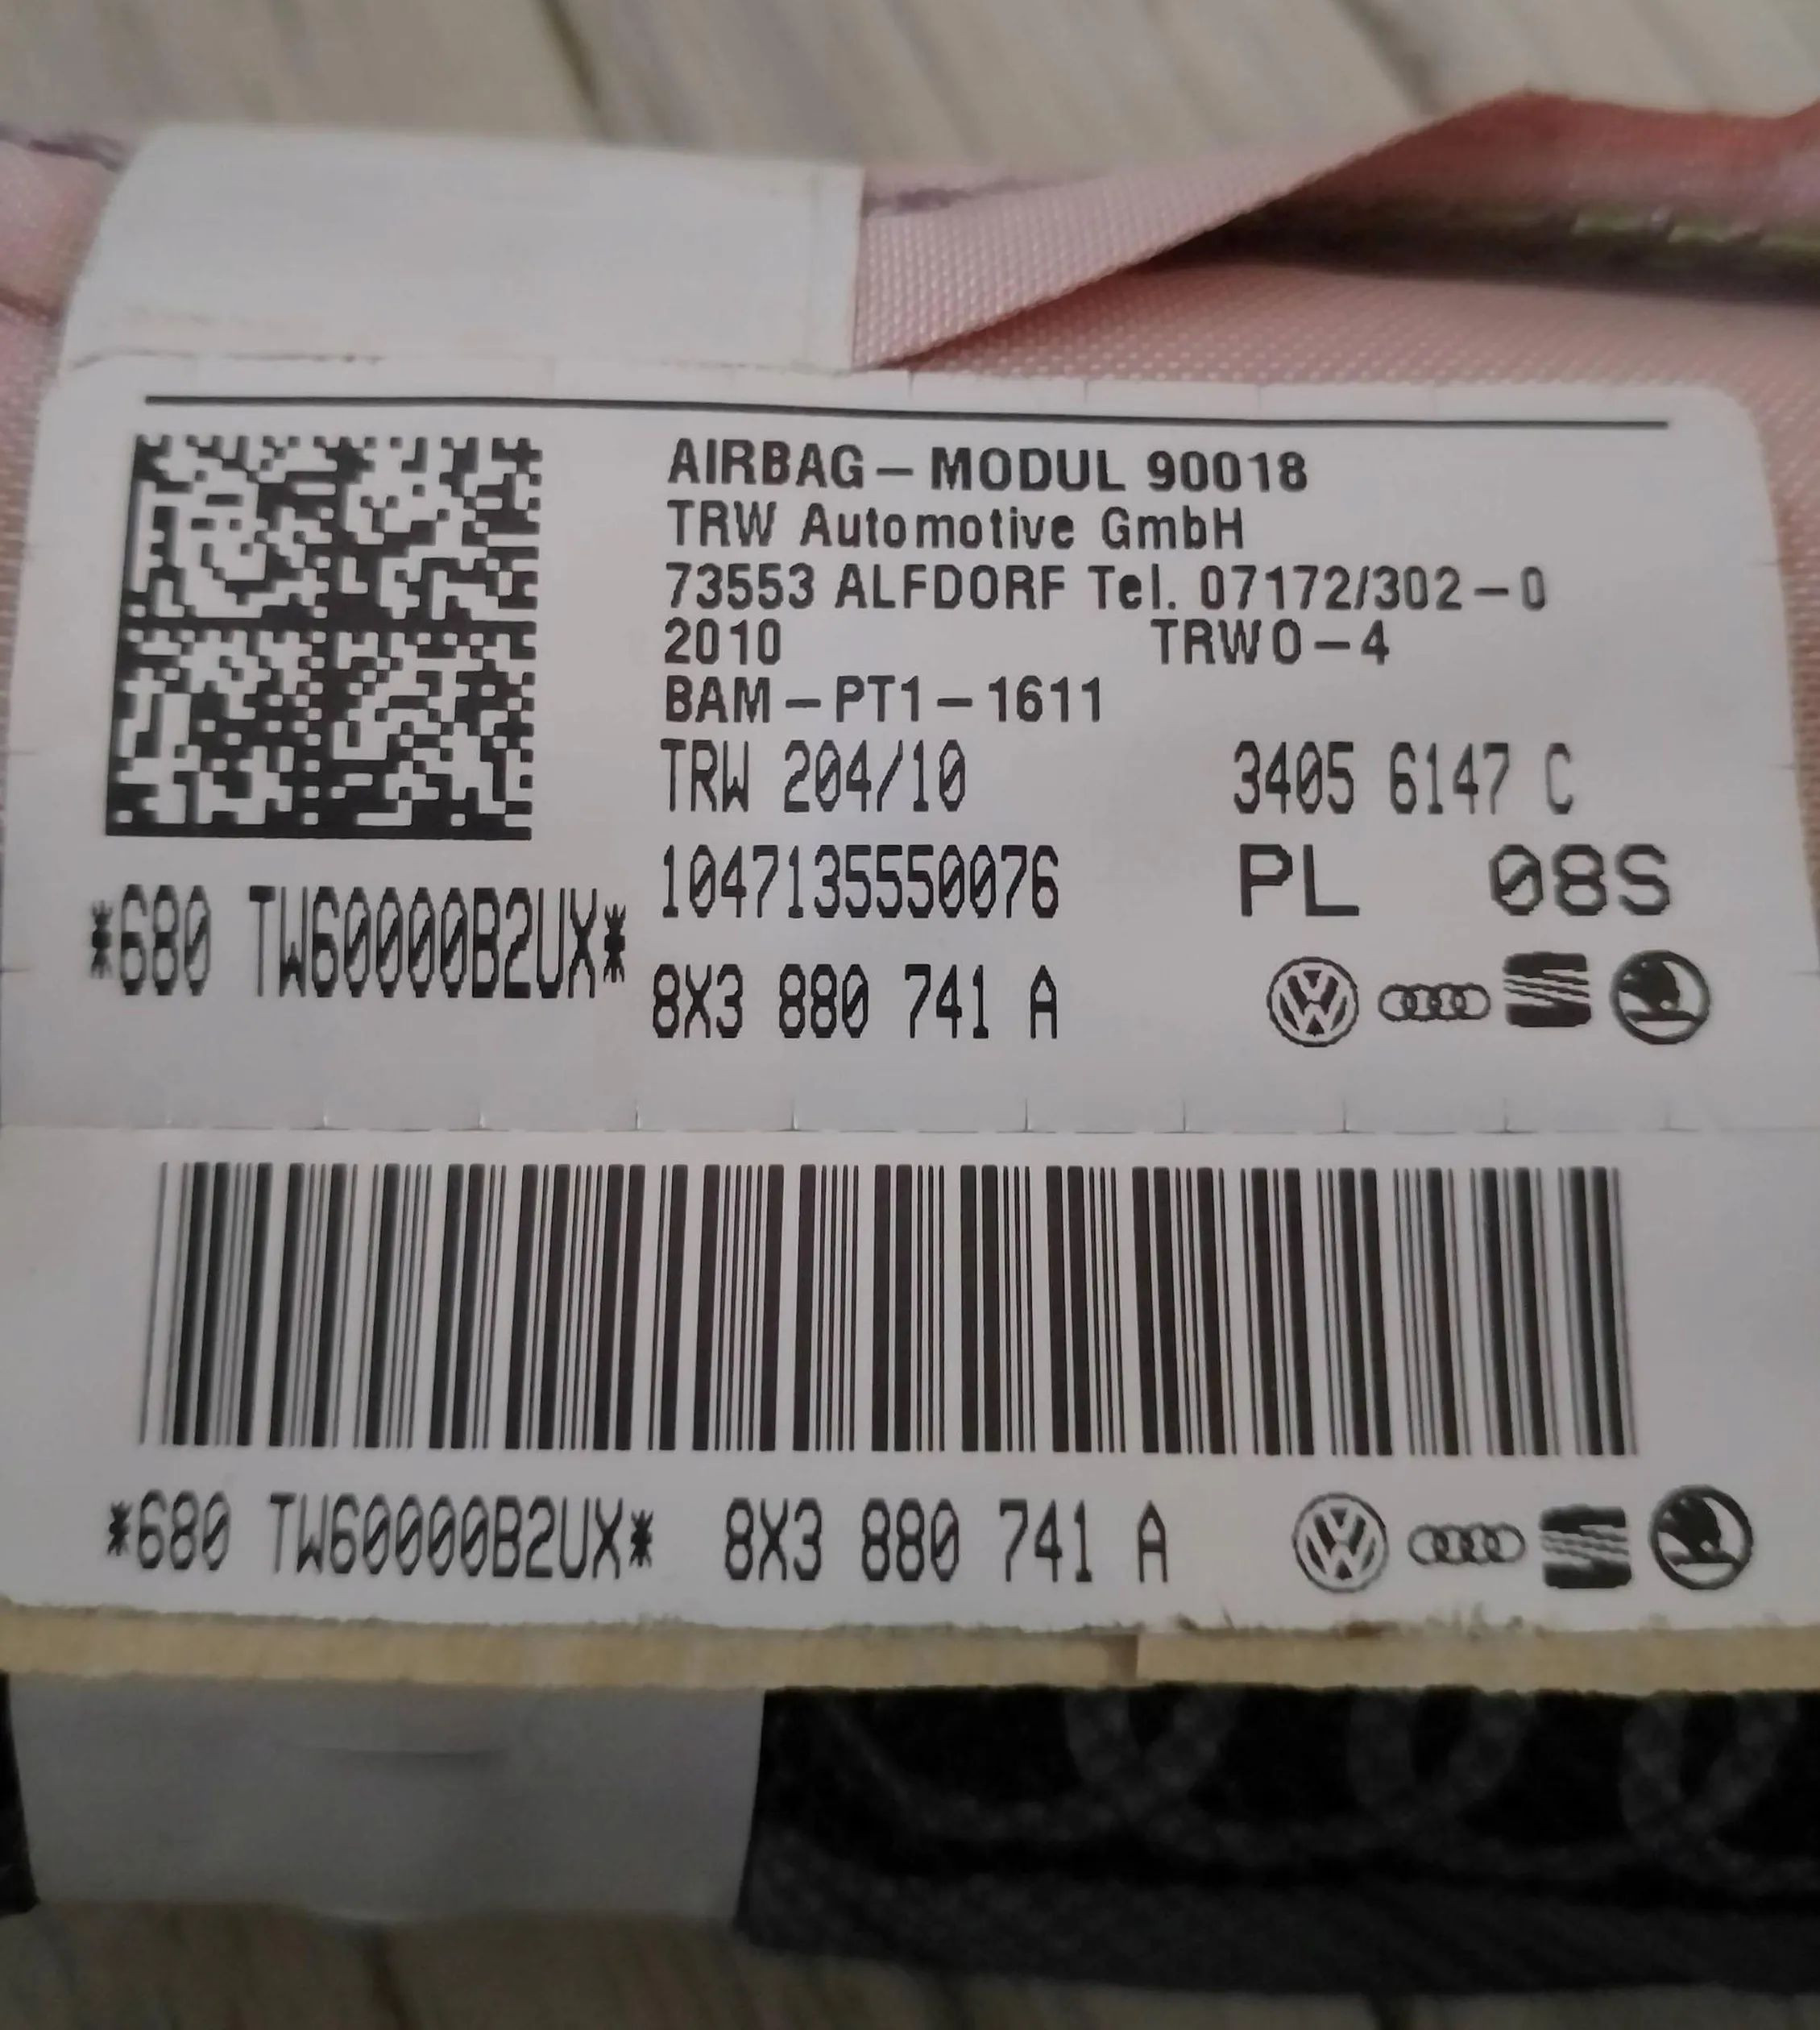 AIRBAG – MODUL 90018
TRW Automotive GmbH
73553 ALFDORF Tel. 07172/302 – 0
2010 TRWO – 4
BAM – PT1 – 1611
TRW 204/10 3405 6147 C
1047135550076 PL 08S
*680 TW60000B2UX*
8X3 880 741 A
*680 TW60000B2UX* 8X3 880 741 A